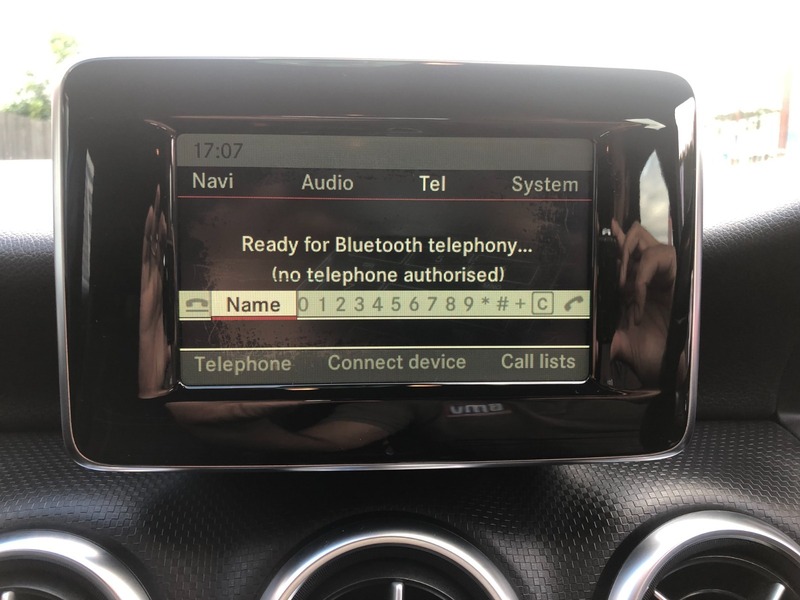 17:07
Navi Audio Tel System
Ready for Bluetooth telephony...
(no telephone authorised)
Name 0 1 2 3 4 5 6 7 8 9 * # + C
Telephone Connect device Call lists